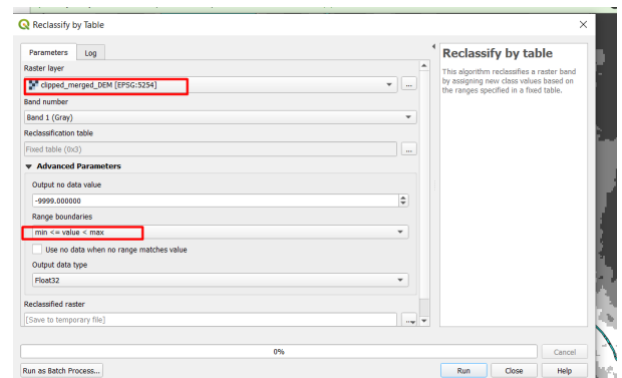 Reclassify by Table
Parameters
Log
Raster layer
clipped_merged_DEM [EPSG:5254]
...
Band number
Band 1 (Gray)
Reclassification table
Fixed table (0x3)
...
Advanced Parameters
Output no data value
-9999.000000
Range boundaries
min <= value < max
Use no data when no range matches value
Output data type
Float32
Reclassified raster
[Save to temporary file]
...
Reclassify by table
This algorithm reclassifies a raster band
by assigning new class values based on
the ranges specified in a fixed table.
0%
Cancel
Run as Batch Process...
Run
Close
Help